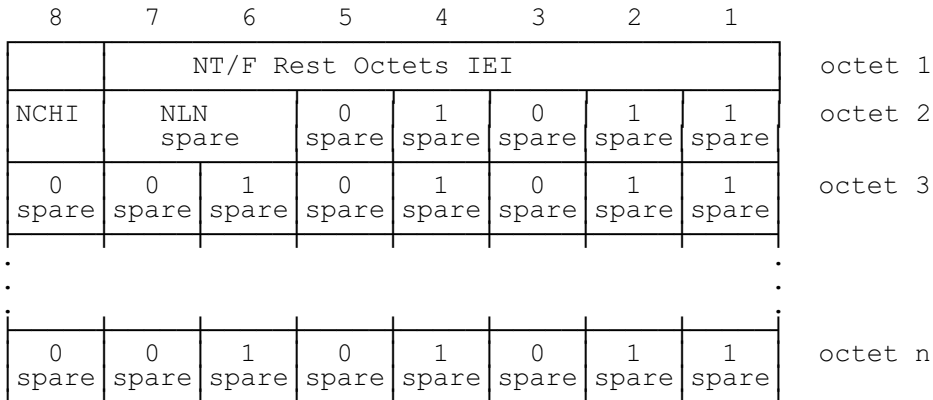 8 7 6 5 4 3 2 1
NT/F Rest Octets IEI octet 1
NCHI NLN 0 1 0 1 1 octet 2
spare spare spare spare spare spare
0 0 1 0 1 0 1 1 octet 3
spare spare spare spare spare spare spare spare
0 0 1 0 1 0 1 1 octet n
spare spare spare spare spare spare spare spare